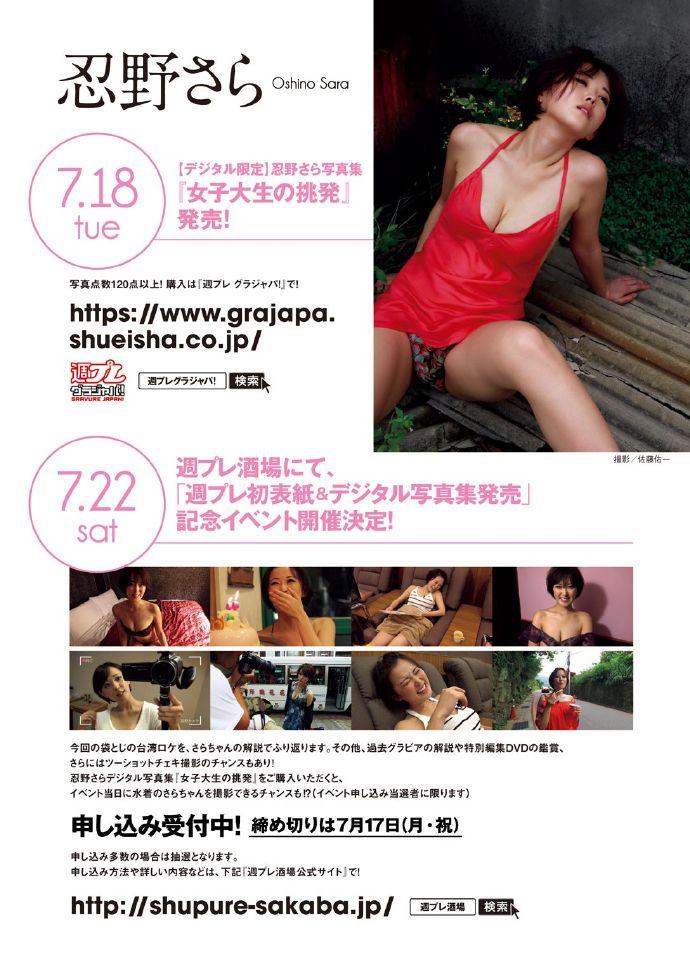 忍野さら Oshino Sara
7.18
tue
【デジタル限定】忍野さら写真集
『女子大生の挑発』
発売!
写真点数120点以上! 購入は『週プレ グラジャパ!』で!
https://www.grajapa.
shueisha.co.jp/
週プレ
グラジャパ!
GRAVURE JAPAN!
週プレグラジャパ! 検索
撮影/佐藤佑一
7.22
sat
週プレ酒場にて、
「週プレ初表紙&デジタル写真集発売」
記念イベント開催決定!
今回の袋とじの台湾ロケを、さらちゃんの解説でふり返ります。その他、過去グラビアの解説や特別編集DVDの鑑賞、
さらにはツーショットチェキ撮影のチャンスもあり!
忍野さらデジタル写真集『女子大生の挑発』をご購入いただくと、
イベント当日に水着のさらちゃんを撮影できるチャンスも!?(イベント申し込み当選者に限ります)
申し込み受付中! 締め切りは7月17日(月・祝)
申し込み多数の場合は抽選となります。
申し込み方法や詳しい内容などは、下記『週プレ酒場公式サイト』で!
http://shupure-sakaba.jp/ 週プレ酒場 検索